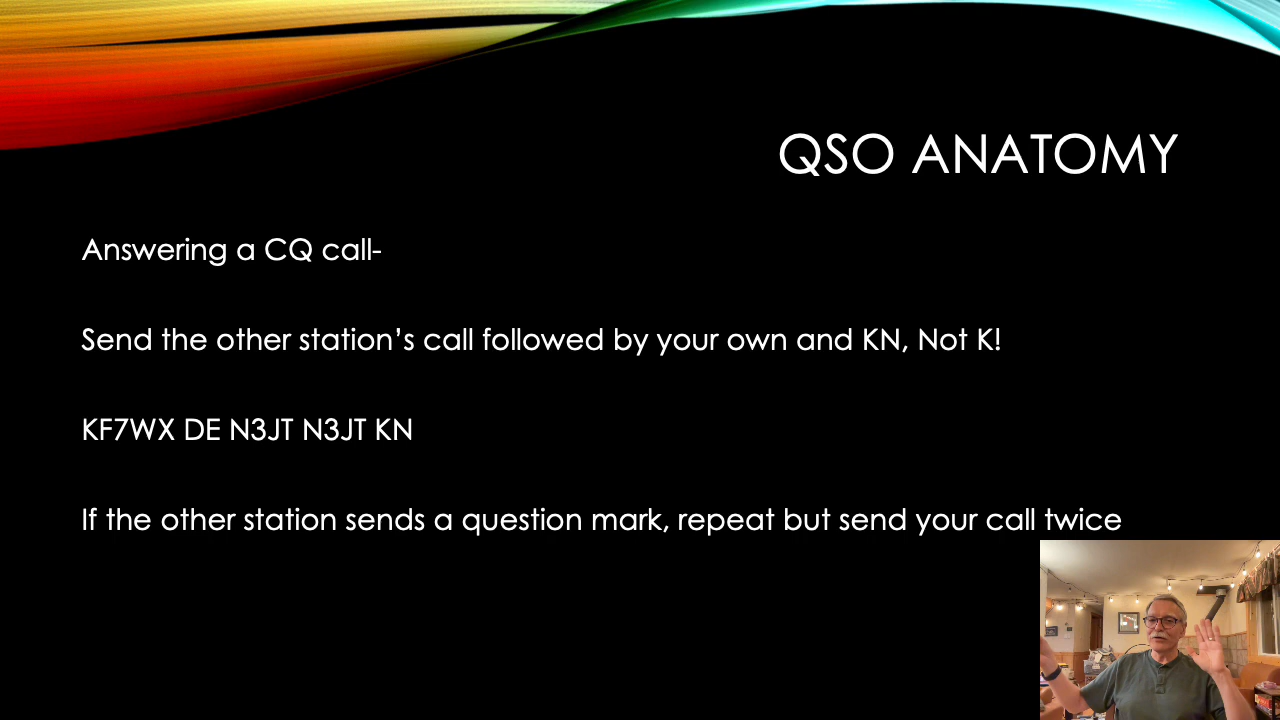 QSO ANATOMY
Answering a CQ call-
Send the other station’s call followed by your own and KN, Not K!
KF7WX DE N3JT N3JT KN
If the other station sends a question mark, repeat but send your call twice